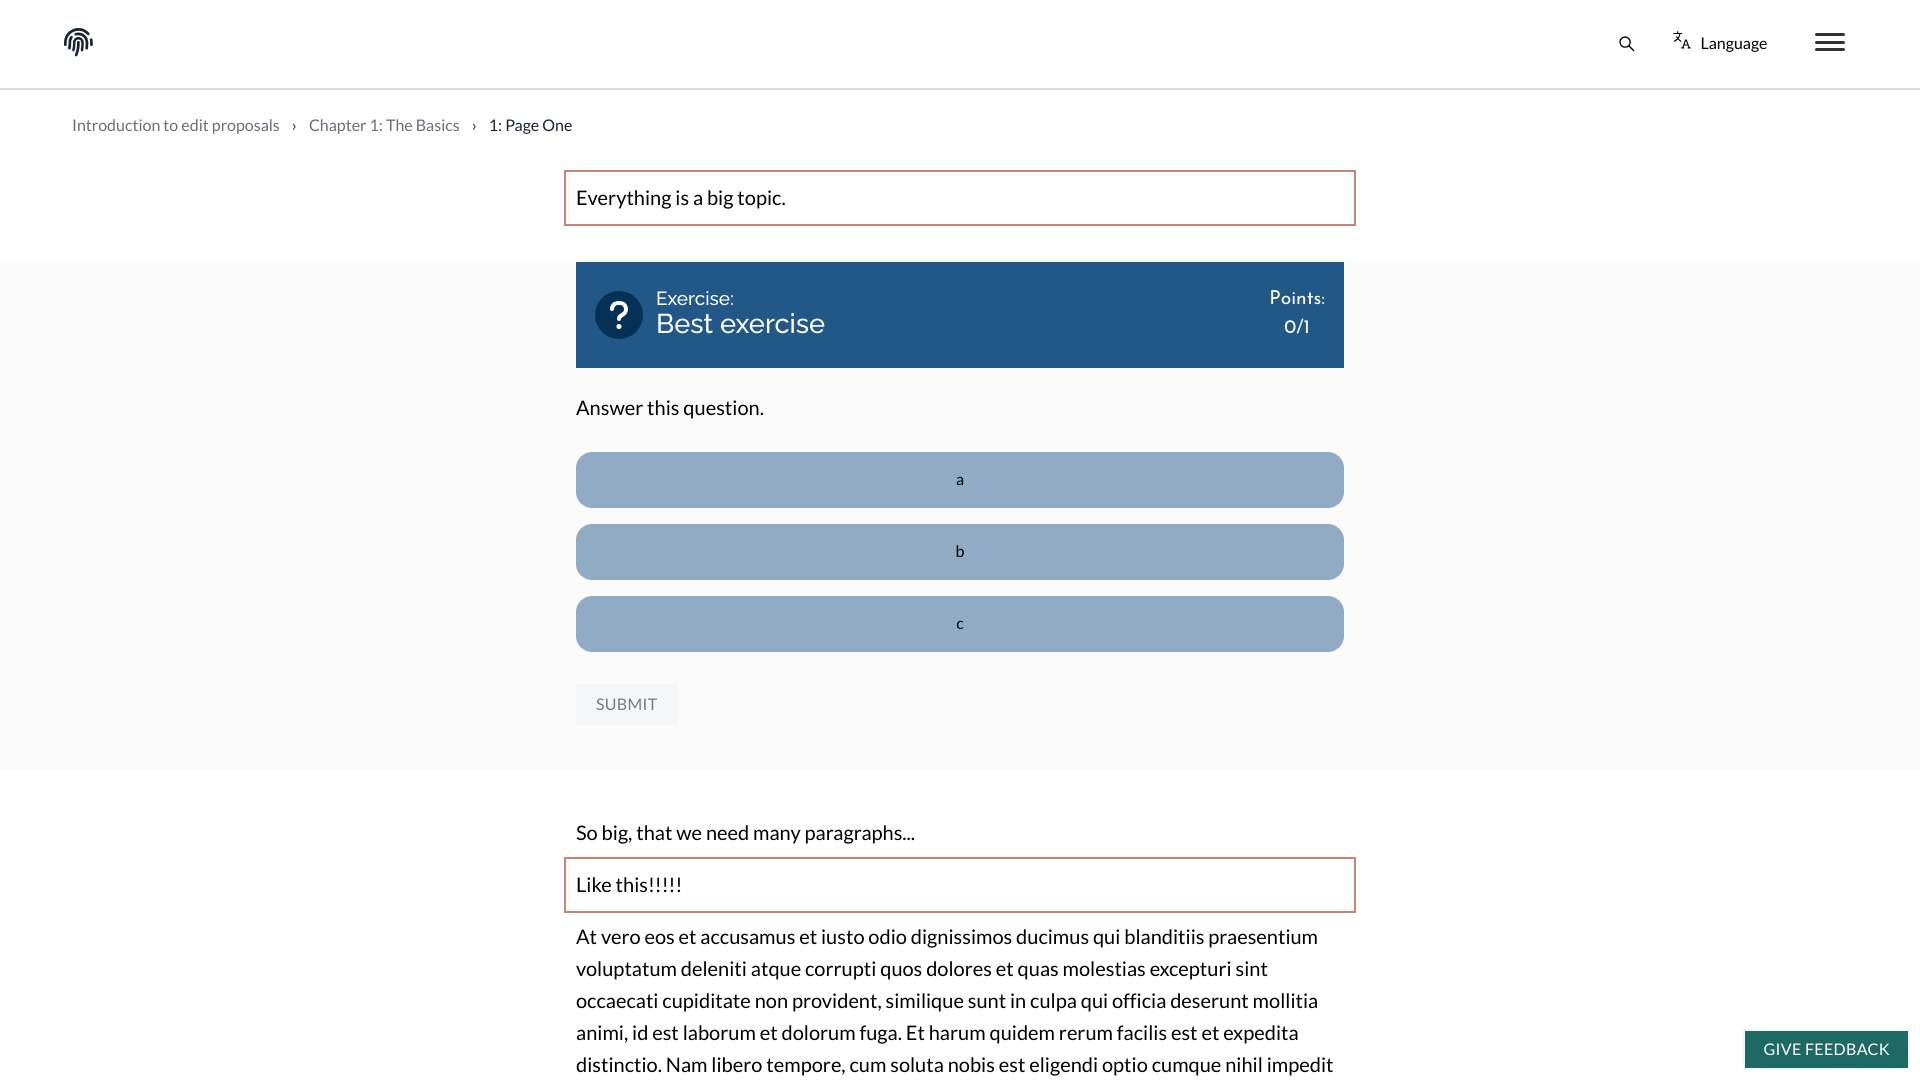 Language
Introduction to edit proposals › Chapter 1: The Basics › 1: Page One
Everything is a big topic.
?
Exercise:
Best exercise
Points:
0/1
Answer this question.
a
b
c
SUBMIT
So big, that we need many paragraphs...
Like this!!!!!
At vero eos et accusamus et iusto odio dignissimos ducimus qui blanditiis praesentium
voluptatum deleniti atque corrupti quos dolores et quas molestias excepturi sint
occaecati cupiditate non provident, similique sunt in culpa qui officia deserunt mollitia
animi, id est laborum et dolorum fuga. Et harum quidem rerum facilis est et expedita
distinctio. Nam libero tempore, cum soluta nobis est eligendi optio cumque nihil impedit
GIVE FEEDBACK